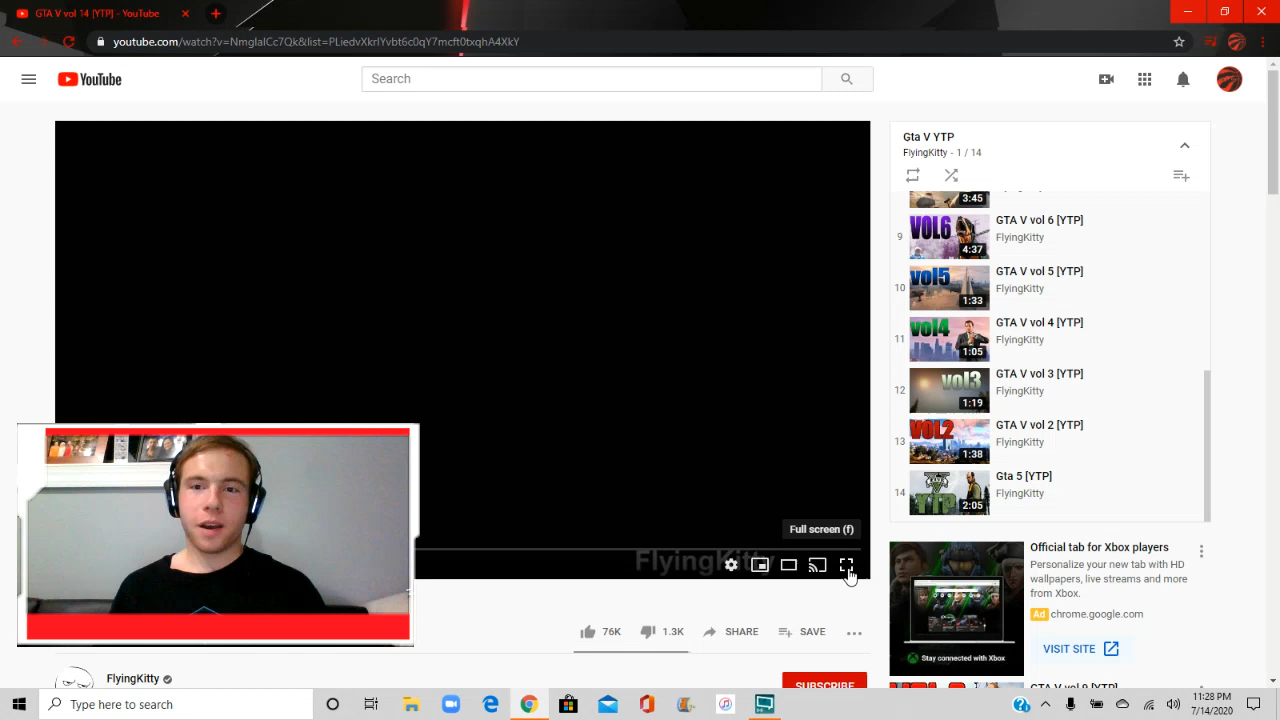 GTA V vol 14 [YTP] - YouTube
youtube.com/watch?v=NmglaICc7Qk&list=PLiedvXkrIYvbt6c0qY7mcft0txqhA4XkY
YouTube
Search
Gta V YTP
FlyingKitty - 1 / 14
3:45
9
VOL6
4:37
GTA V vol 6 [YTP]
FlyingKitty
10
vol5
1:33
GTA V vol 5 [YTP]
FlyingKitty
11
vol4
1:05
GTA V vol 4 [YTP]
FlyingKitty
12
vol3
1:19
GTA V vol 3 [YTP]
FlyingKitty
13
VOL2
1:38
GTA V vol 2 [YTP]
FlyingKitty
14
YTP
2:05
Gta 5 [YTP]
FlyingKitty
Full screen (f)
FlyingKitty
76K
1.3K
SHARE
SAVE
FlyingKitty
SUBSCRIBE
Official tab for Xbox players
Personalize your new tab with HD
wallpapers, live streams and more
from Xbox.
Ad chrome.google.com
VISIT SITE
Stay connected with Xbox
GTA V vol 9 [YTP]
Type here to search
11:28 PM
7/14/2020